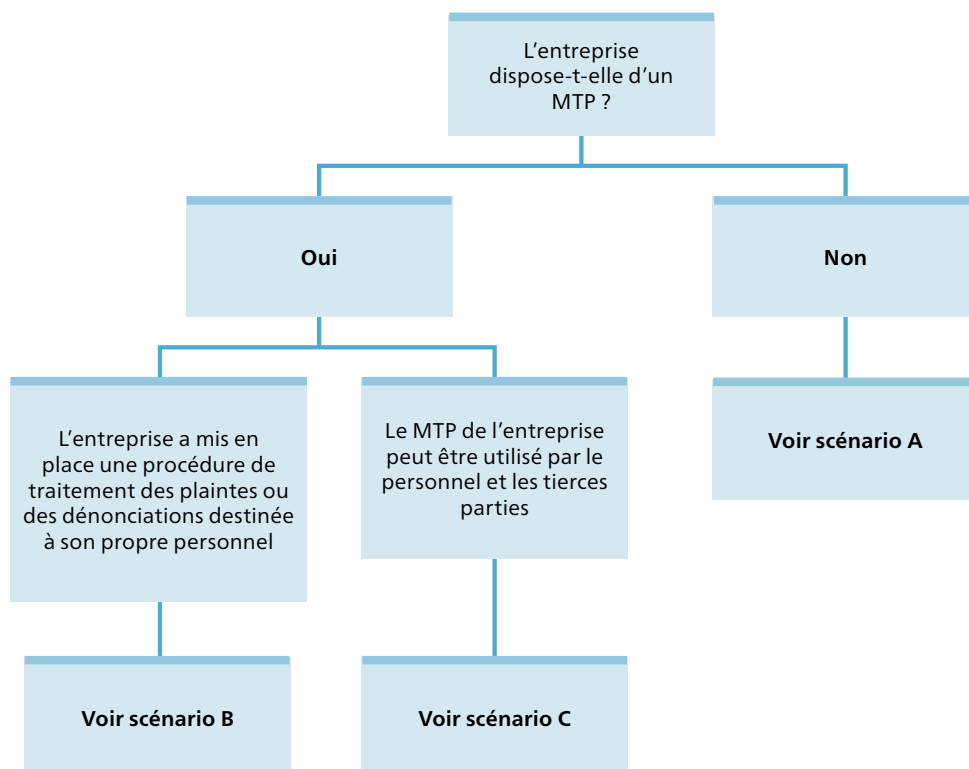 L’entreprise
dispose-t-elle d’un
MTP ?
Oui
Non
L’entreprise a mis en
place une procédure de
traitement des plaintes ou
des dénonciations destinée
à son propre personnel
Le MTP de l’entreprise
peut être utilisé par le
personnel et les tierces
parties
Voir scénario A
Voir scénario B
Voir scénario C